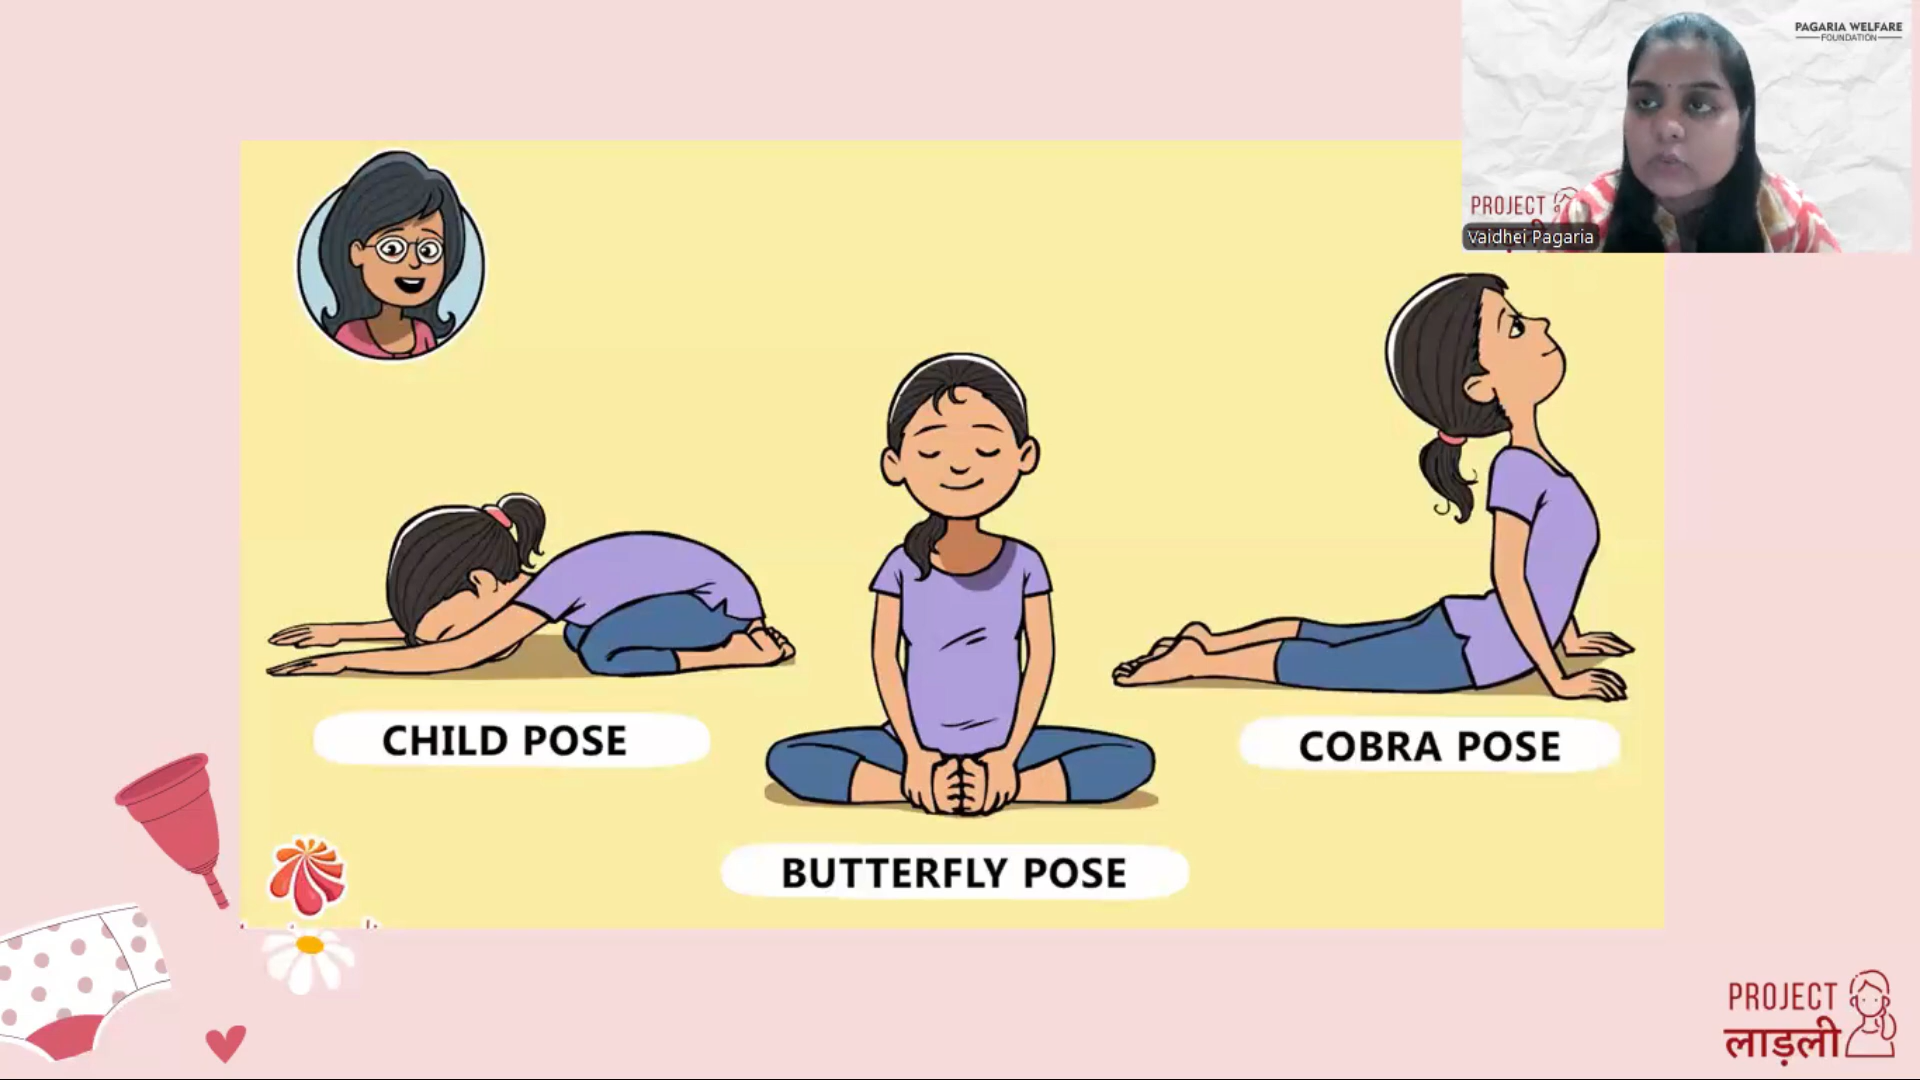 PAGARIA WELFARE
FOUNDATION
PROJECT
Vaidhei Pagaria
CHILD POSE
COBRA POSE
BUTTERFLY POSE
PROJECT
लाड़ली